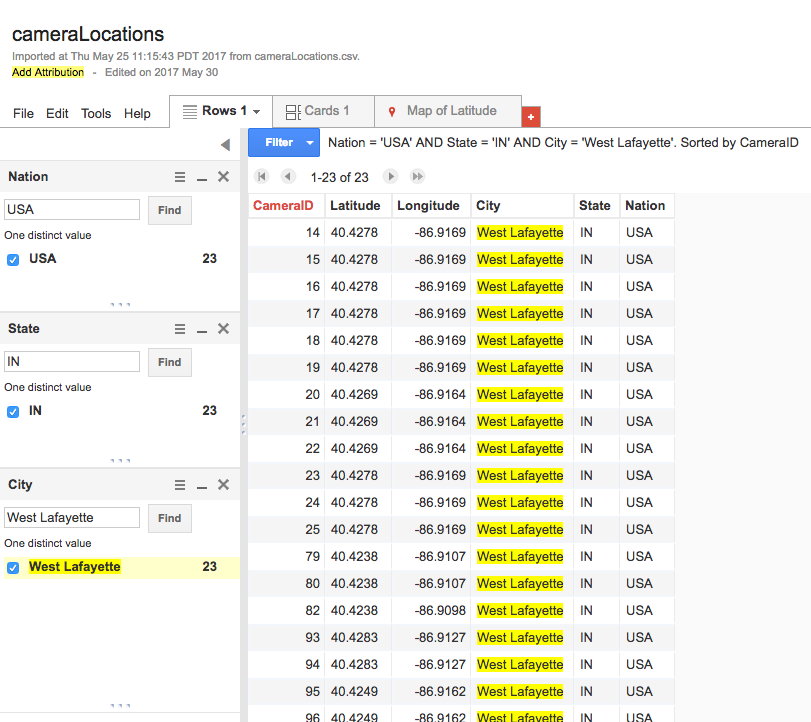 cameraLocations
Imported at Thu May 25 11:15:43 PDT 2017 from cameraLocations.csv.
Add Attribution - Edited on 2017 May 30
File Edit Tools Help Rows 1 Cards 1 Map of Latitude +
Filter Nation = 'USA' AND State = 'IN' AND City = 'West Lafayette'. Sorted by CameraID
1-23 of 23
Nation
USA Find
One distinct value
USA 23
State
IN Find
One distinct value
IN 23
City
West Lafayette Find
One distinct value
West Lafayette 23
CameraID Latitude Longitude City State Nation
14 40.4278 -86.9169 West Lafayette IN USA
15 40.4278 -86.9169 West Lafayette IN USA
16 40.4278 -86.9169 West Lafayette IN USA
17 40.4278 -86.9169 West Lafayette IN USA
18 40.4278 -86.9169 West Lafayette IN USA
19 40.4278 -86.9169 West Lafayette IN USA
20 40.4269 -86.9164 West Lafayette IN USA
21 40.4269 -86.9164 West Lafayette IN USA
22 40.4269 -86.9164 West Lafayette IN USA
23 40.4278 -86.9169 West Lafayette IN USA
24 40.4278 -86.9169 West Lafayette IN USA
25 40.4278 -86.9169 West Lafayette IN USA
79 40.4238 -86.9107 West Lafayette IN USA
80 40.4238 -86.9107 West Lafayette IN USA
82 40.4238 -86.9098 West Lafayette IN USA
93 40.4283 -86.9127 West Lafayette IN USA
94 40.4283 -86.9127 West Lafayette IN USA
95 40.4249 -86.9162 West Lafayette IN USA
96 40.4249 -86.9162 West Lafayette IN USA